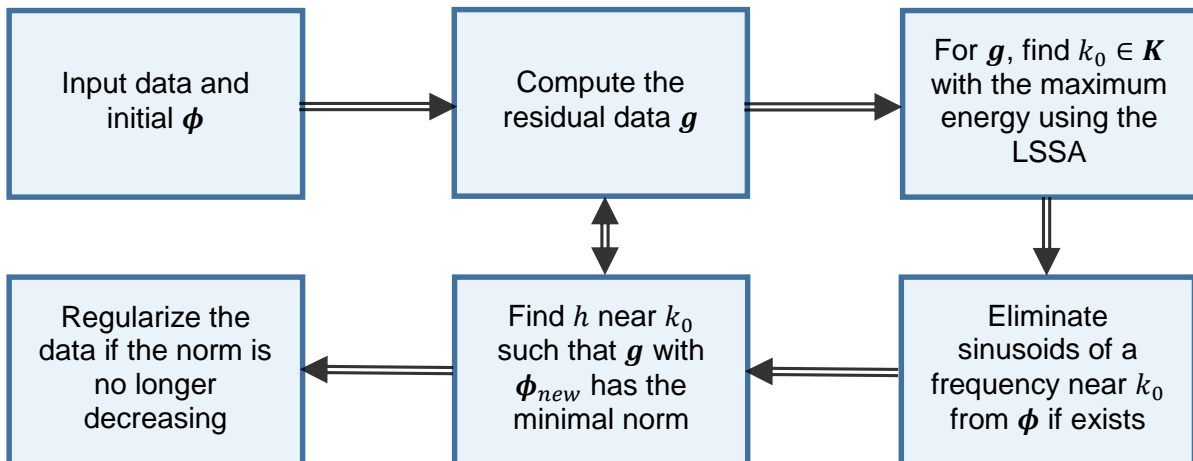 Input data and
initial ϕ
Compute the
residual data g
For g, find k₀ ∈ K
with the maximum
energy using the
LSSA
Regularize the
data if the norm is
no longer
decreasing
Find h near k₀
such that g with
ϕₙₑw has the
minimal norm
Eliminate
sinusoids of a
frequency near k₀
from ϕ if exists